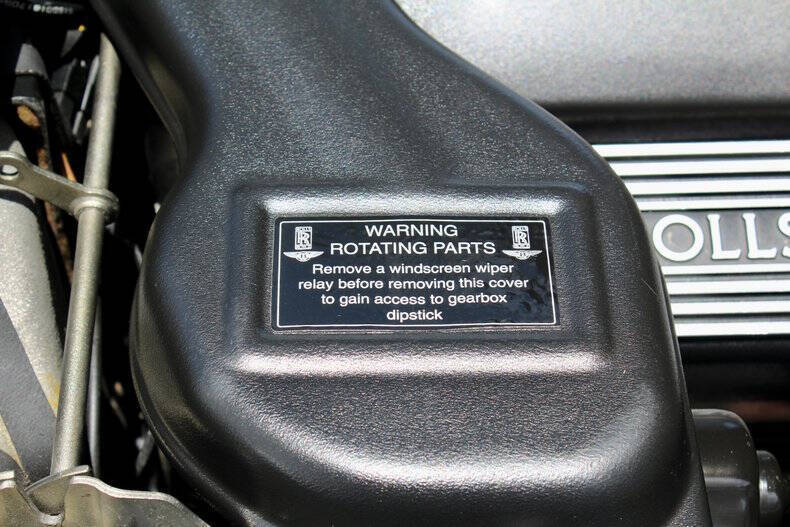 WARNING
ROTATING PARTS
Remove a windscreen wiper
relay before removing this cover
to gain access to gearbox
dipstick
OLLS